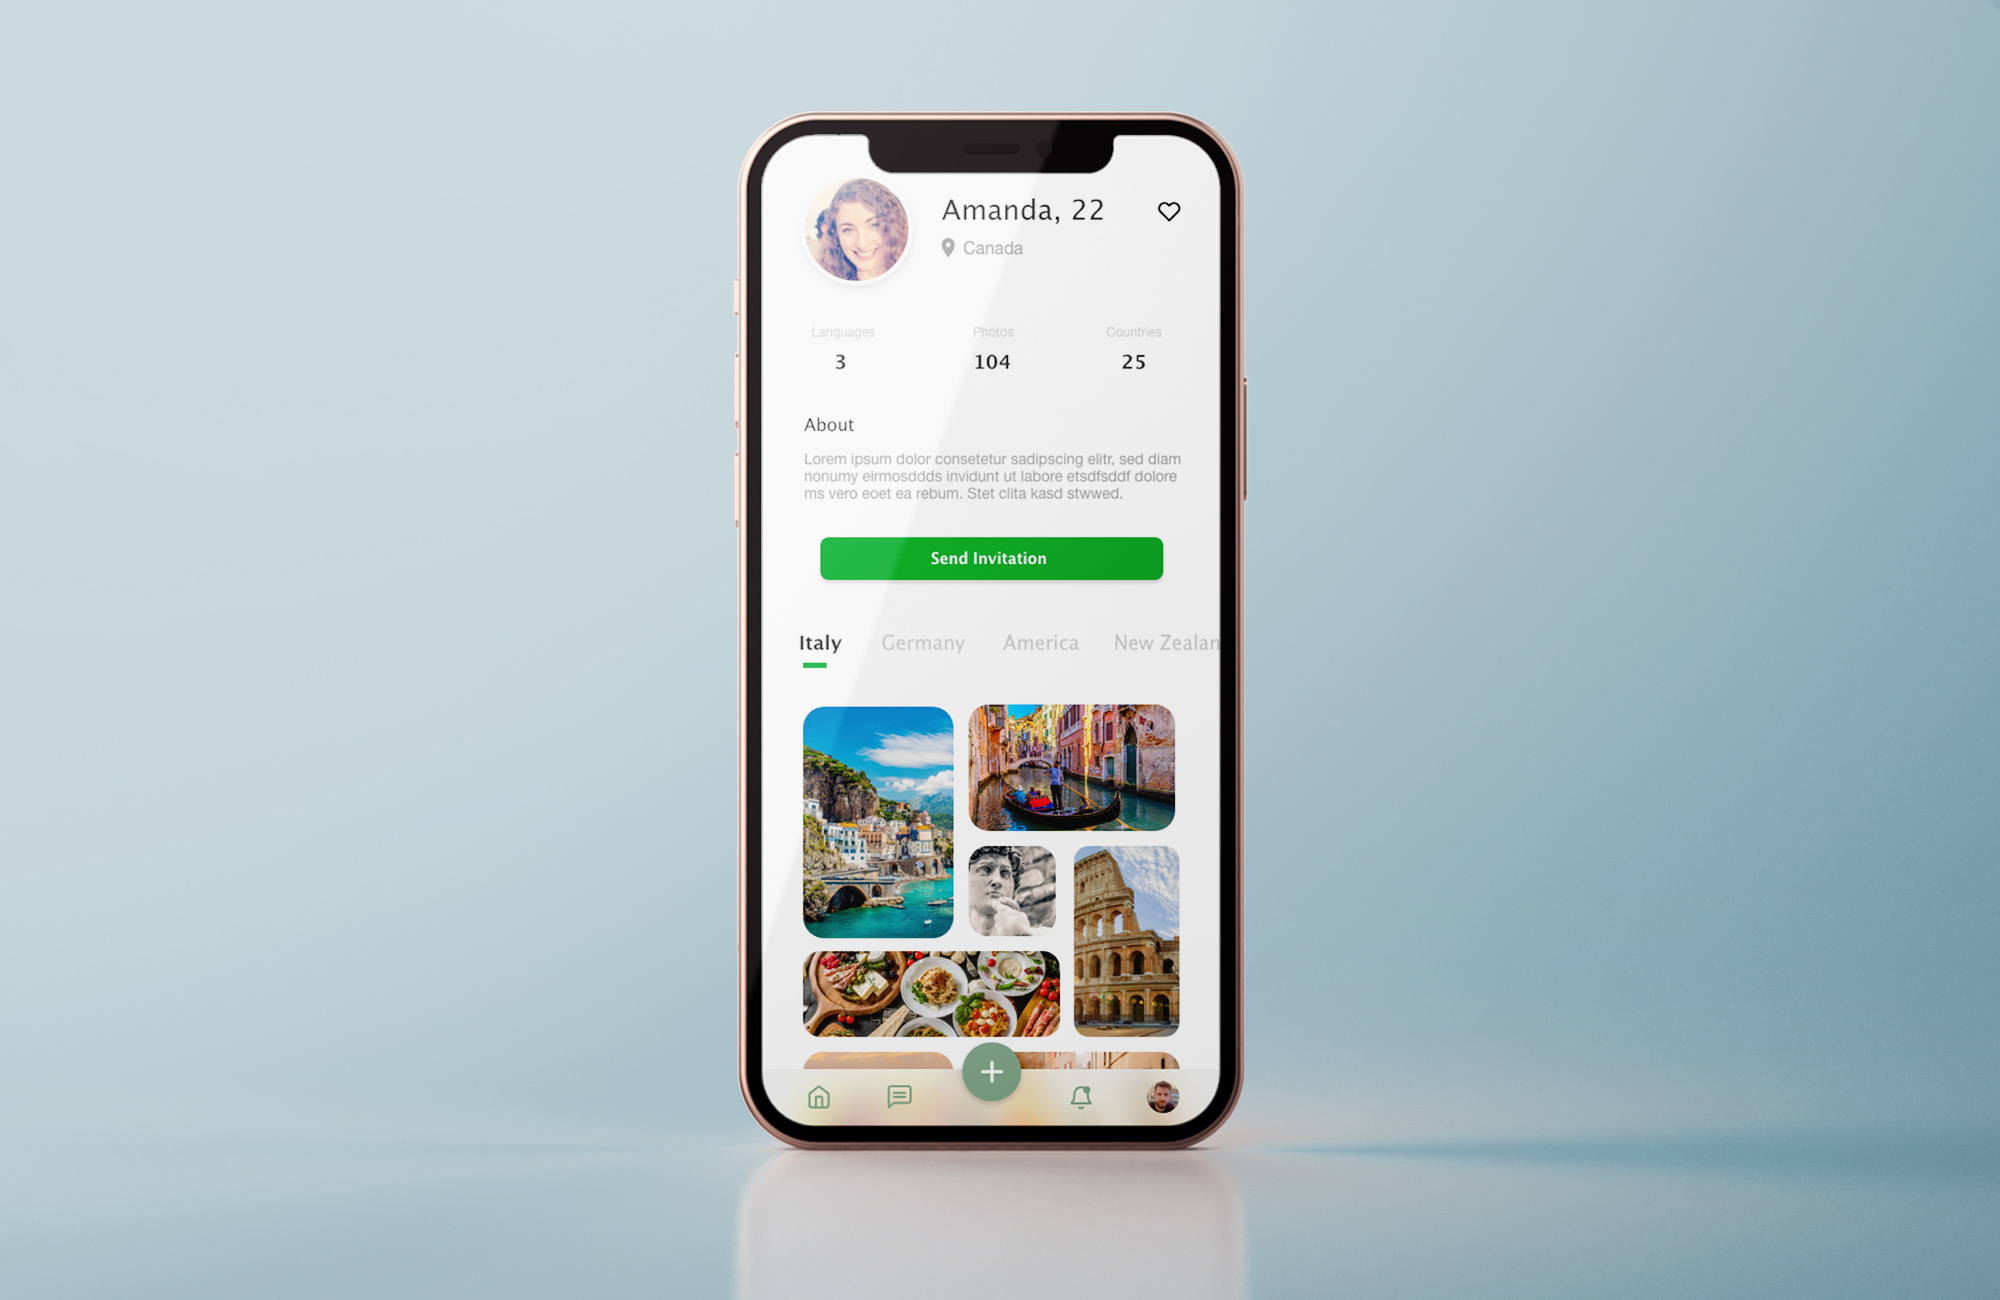 Amanda, 22
Canada
Languages
Photos
Countries
3
104
25
About
Lorem ipsum dolor consetetur sadipscing elitr, sed diam
nonumy eirmosddds invidunt ut labore etsdfsddf dolore
ms vero eoet ea rebum. Stet clita kasd stwwed.
Send Invitation
Italy
Germany
America
New Zealan